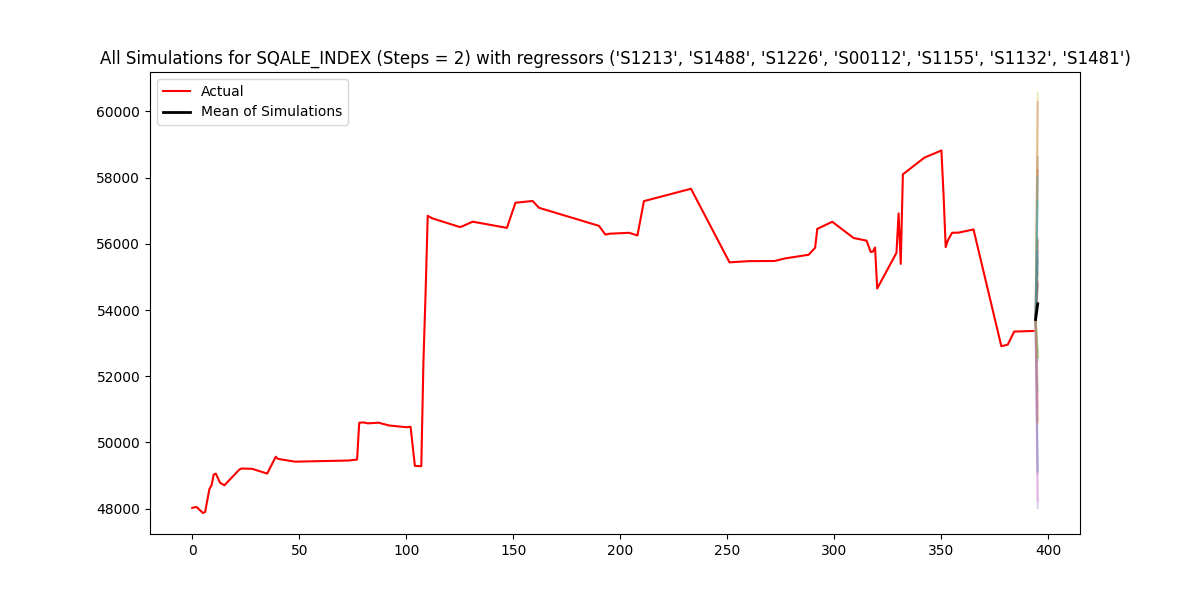 All Simulations for SQALE_INDEX (Steps = 2) with regressors ('S1213', 'S1488', 'S1226', 'S00112', 'S1155', 'S1132', 'S1481')
Actual
Mean of Simulations
60000
58000
56000
54000
52000
50000
48000
0 50 100 150 200 250 300 350 400